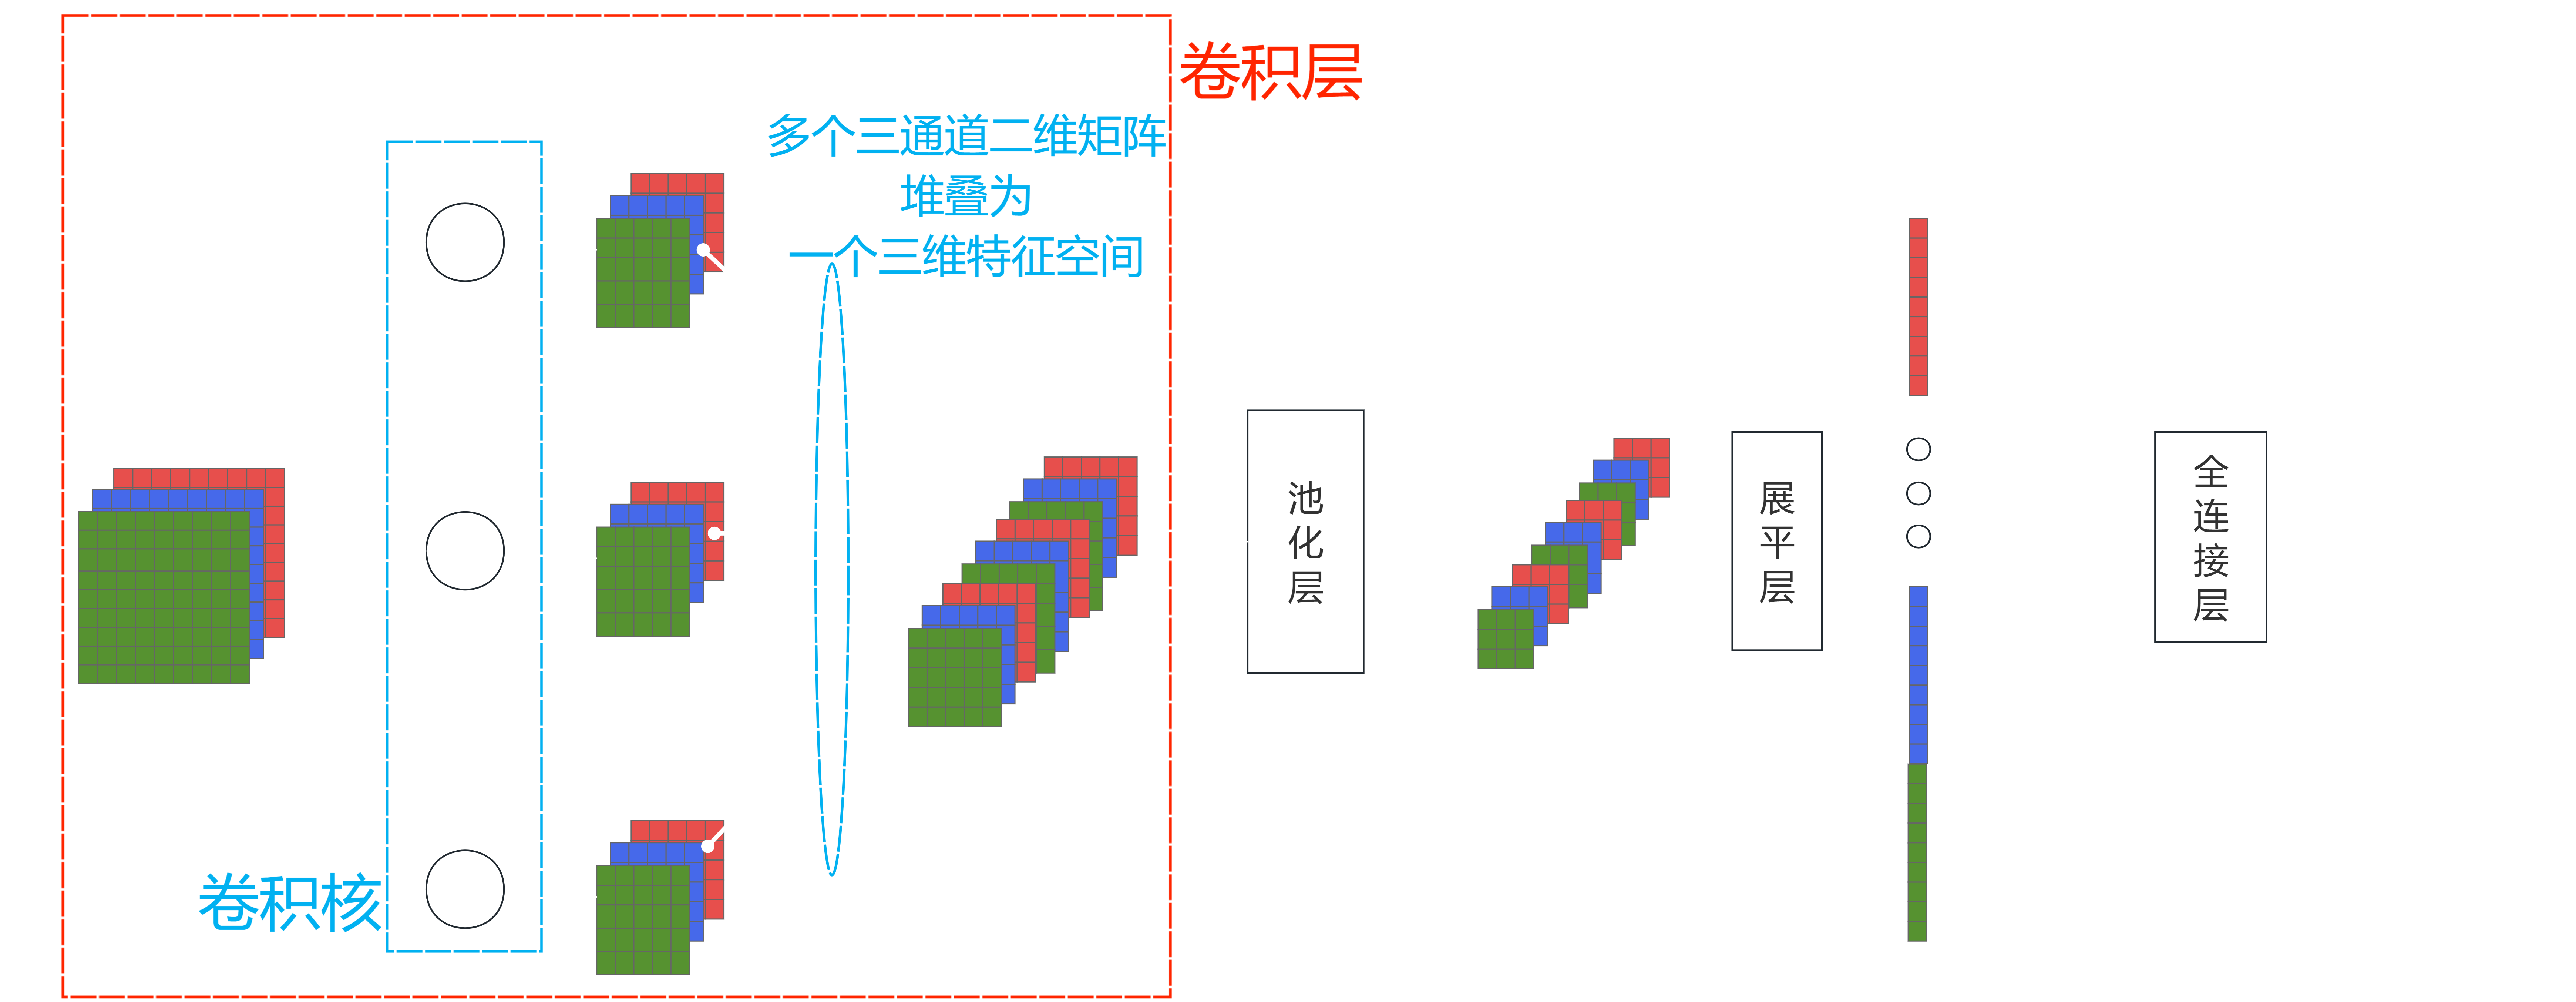 卷积层
多个三通道二维矩阵
堆叠为
一个三维特征空间
卷积核
池化层
展平层
全连接层